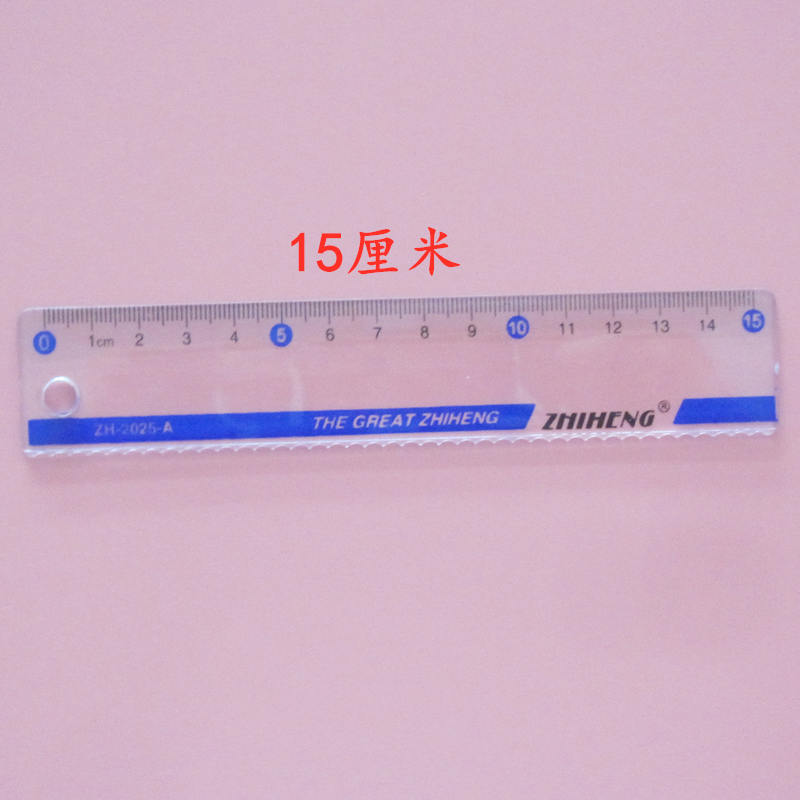 15厘米
0 1cm 2 3 4 5 6 7 8 9 10 11 12 13 14 15
ZH-2025-A THE GREAT ZHIHENG ZHIHENG®